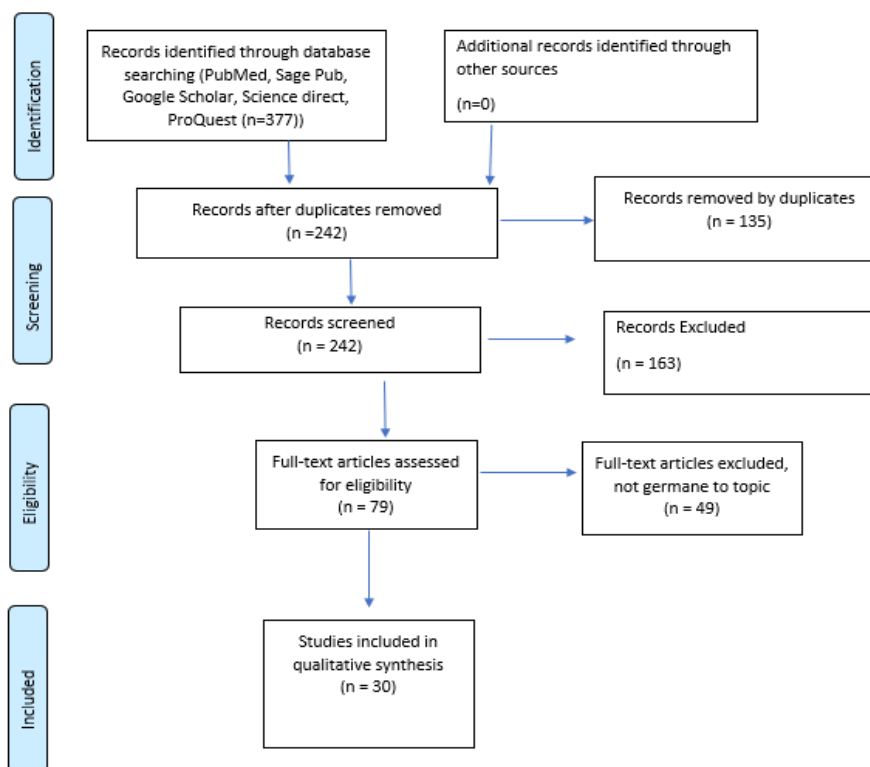 Identification
Records identified through database
searching (PubMed, Sage Pub,
Google Scholar, Science direct,
ProQuest (n=377))
Additional records identified through
other sources
(n=0)
Screening
Records after duplicates removed
(n =242)
Records removed by duplicates
(n = 135)
Records screened
(n = 242)
Records Excluded
(n = 163)
Eligibility
Full-text articles assessed
for eligibility
(n = 79)
Full-text articles excluded,
not germane to topic
(n = 49)
Included
Studies included in
qualitative synthesis
(n = 30)